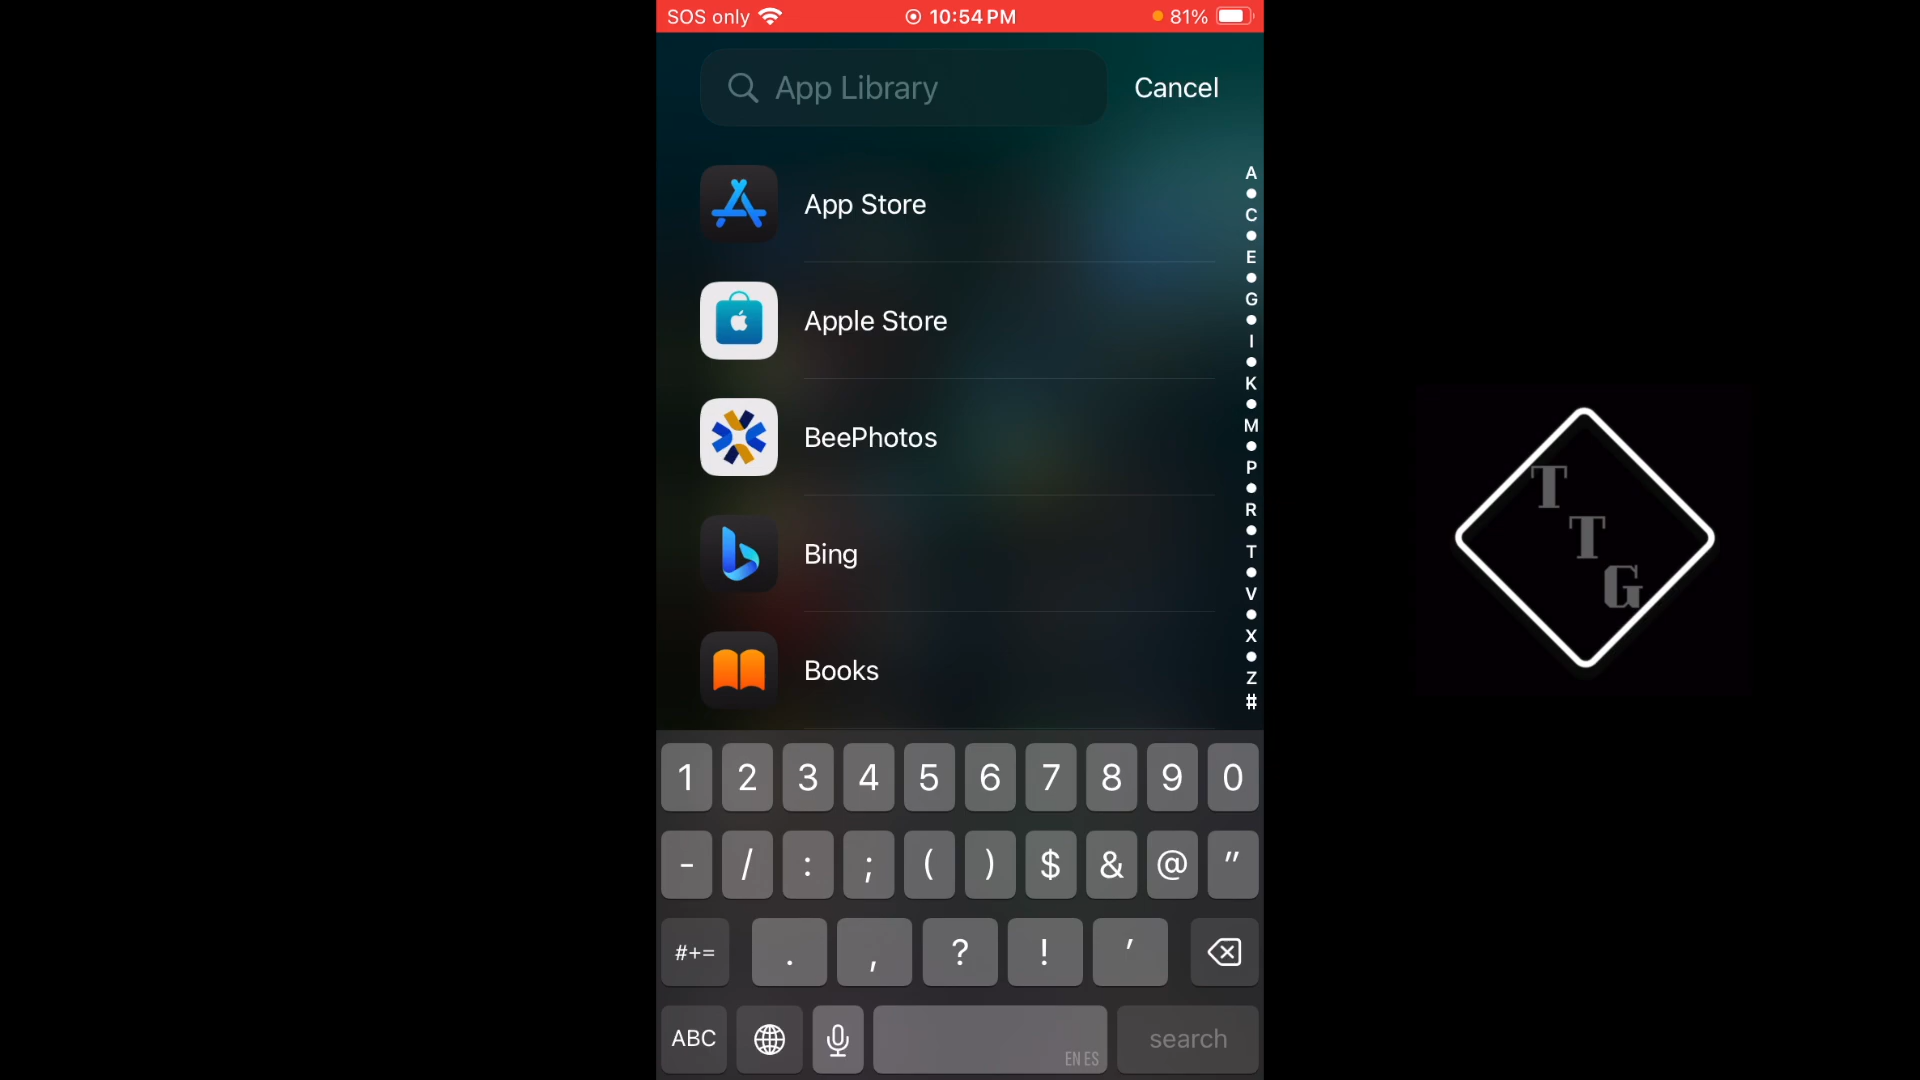 SOS only 10:54 PM 81%
App Library Cancel
App Store
Apple Store
BeePhotos
Bing
Books
A
C
E
G
I
K
M
P
R
T
V
X
Z
#
1 2 3 4 5 6 7 8 9 0
- / : ; ( ) $ & @ "
#+= . , ? ! '
ABC EN ES search
T
T
G